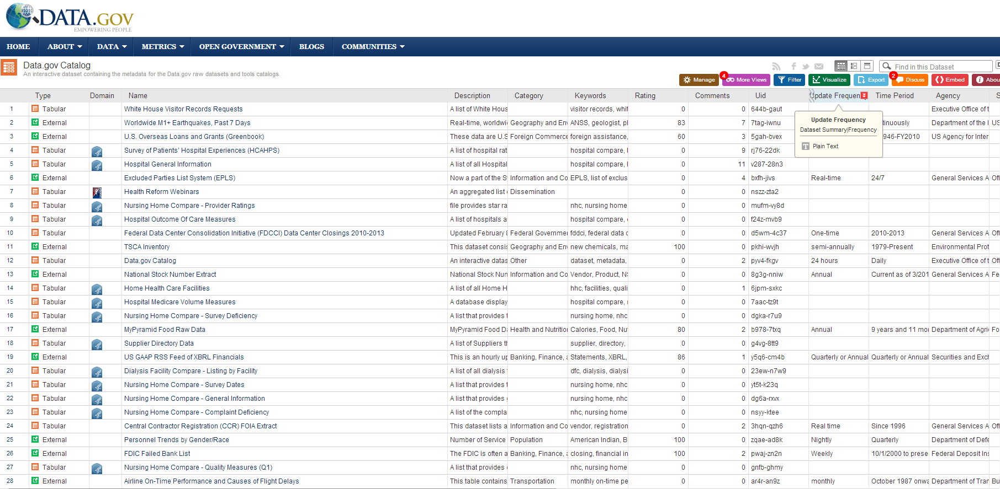 DATA.GOV
EMPOWERING PEOPLE
HOME ABOUT DATA METRICS OPEN GOVERNMENT BLOGS COMMUNITIES
Data.gov Catalog
An interactive dataset containing the metadata for the Data.gov raw datasets and tools catalogs.
Find in this Dataset
Manage 4 More Views Filter Visualize Export 2 Discuss Embed Abou
Type Domain Name Description Category Keywords Rating Comments Uid Update Frequen Time Period Agency S
1 Tabular White House Visitor Records Requests A list of White Hous visitor records, whit 0 0 644b-gaut Executive Office of t
2 External Worldwide M1+ Earthquakes, Past 7 Days Real-time, worldwi Geography and En ANSS, geologist, pl 83 7 7tag-iwnu tinuously Department of the I US
3 External U.S. Overseas Loans and Grants (Greenbook) These data are U.S Foreign Commerc foreign assistance, 60 3 5gah-bvex 946-FY2010 US Agency for Inter
Update Frequency
Dataset Summary|Frequency
Plain Text
4 Tabular Survey of Patients' Hospital Experiences (HCAHPS) A list of hospital rat hospital compare, l 0 9 rj76-22dk
5 Tabular Hospital General Information A list of all Hospital hospital compare, l 0 11 v287-28n3
6 External Excluded Parties List System (EPLS) Now a part of the S Information and Co EPLS, list of exclus 0 4 bxfh-jivs Real-time 24/7 General Services A Off
7 Tabular Health Reform Webinars An aggregated list Dissemination 0 0 nszz-zta2
8 Tabular Nursing Home Compare - Provider Ratings file provides star ra nhc, nursing home 0 0 mufm-vy8d
9 Tabular Hospital Outcome Of Care Measures A list of hospitals a hospital compare, 0 0 f24z-mvb9
10 Tabular Federal Data Center Consolidation Initiative (FDCCI) Data Center Closings 2010-2013 Updated February Federal Governme fddci, federal data c 0 0 d5wm-4c37 One-time 2010-2013 General Services A Off
11 External TSCA Inventory This dataset consis Geography and En new chemicals, ma 100 0 pkhi-wvjh semi-annually 1979-Present Environmental Prot
12 Tabular Data.gov Catalog An interactive datas Other dataset, metadata, 0 2 pyv4-fkgv 24 hours Daily Executive Office of t Off
13 External National Stock Number Extract National Stock Nun Information and Co Vendor, Product, NS 0 0 8g3g-nniw Annual Current as of 3/201 General Services A Fe
14 Tabular Home Health Care Facilities A list of all Home H hhc, facilities, quali 0 1 6jpm-sxkc
15 Tabular Hospital Medicare Volume Measures A database display hospital compare, 0 0 7aac-tz9t
16 Tabular Nursing Home Compare - Survey Deficiency A list that provides t nursing home, nhc 0 0 dgka-r7u9
17 External MyPyramid Food Raw Data MyPyramid Food D Health and Nutrition Calories, Food, Nu 80 2 b978-7txq Annual 9 years and 11 mor Department of Agri Fo
18 Tabular Supplier Directory Data A list of Suppliers th supplier, directory, 0 0 g4vg-8tt9
19 External US GAAP RSS Feed of XBRL Financials This is an hourly up Banking, Finance, a Statements, XBRL, 86 1 y5q6-cm4b Quarterly or Annual Quarterly or Annual Securities and Exch
20 Tabular Dialysis Facility Compare - Listing by Facility A list of all dialysis dfc, dialysis, dialysi 0 0 23ew-n7w9
21 Tabular Nursing Home Compare - Survey Dates A list that provides t nursing home, nhc 0 0 yt5t-k23q
22 Tabular Nursing Home Compare - General Information A list that provides g nursing home, nhc 0 0 dg6a-rxvx
23 Tabular Nursing Home Compare - Complaint Deficiency A list of the compla nhc, nursing home 0 0 nsyy-ktee
24 Tabular Central Contractor Registration (CCR) FOIA Extract This dataset lists a Information and Co vendor, registration 0 2 3hqn-qzh6 Real time Since 1996 General Services A Off
25 External Personnel Trends by Gender/Race Number of Service Population American Indian, B 100 0 zqae-ad8k Nightly Quarterly Department of Defe
26 External FDIC Failed Bank List The FDIC is often a Banking, Finance, a closing, financial in 100 2 pwaj-zn2n Weekly 10/1/2000 to prese Federal Deposit Ins
27 Tabular Nursing Home Compare - Quality Measures (Q1) A list that provides nhc, nursing home 0 0 gnfb-ghmy
28 External Airline On-Time Performance and Causes of Flight Delays This table contains Transportation monthly on-time pe 0 0 ar4r-an9z monthly October 1987 onwa Department of Tran Bu